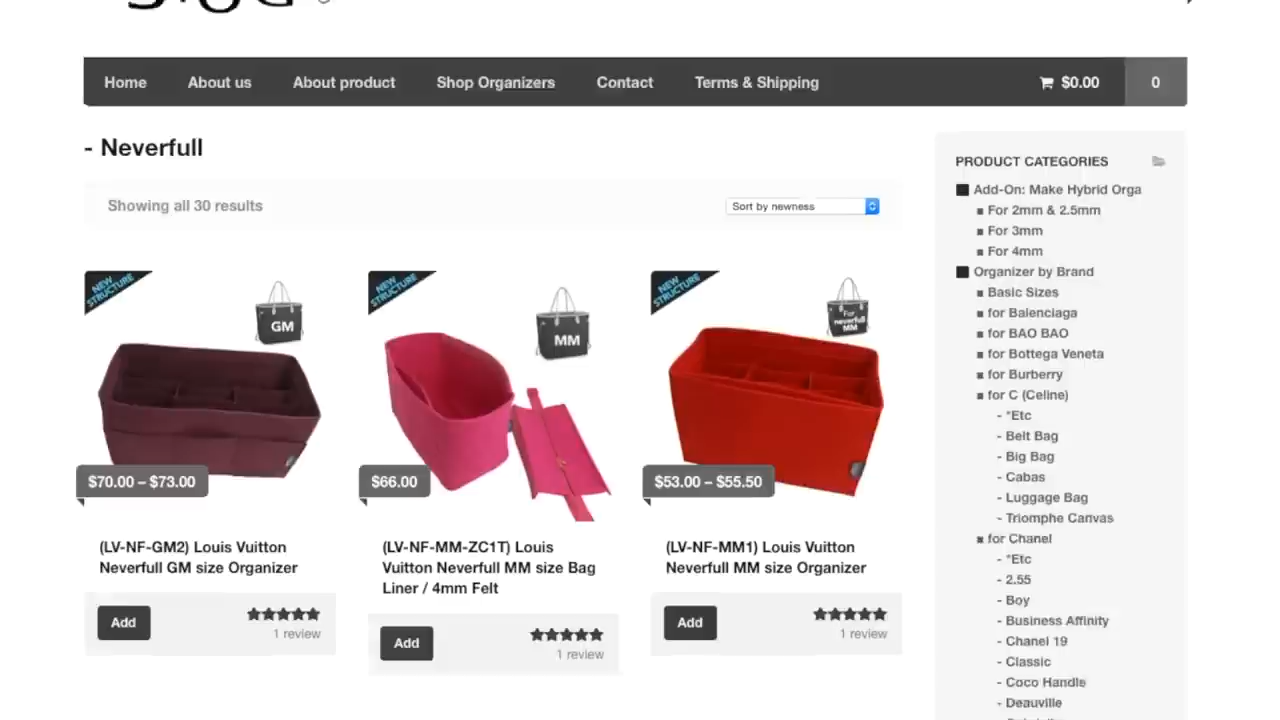 Home About us About product Shop Organizers Contact Terms & Shipping $0.00 0
- Neverfull
Showing all 30 results
Sort by newness
NEW STRUCTURE
GM
$70.00 – $73.00
(LV-NF-GM2) Louis Vuitton
Neverfull GM size Organizer
Add
1 review
NEW STRUCTURE
MM
$66.00
(LV-NF-MM-ZC1T) Louis
Vuitton Neverfull MM size Bag
Liner / 4mm Felt
Add
1 review
NEW STRUCTURE
For
neverfull
MM
$53.00 – $55.50
(LV-NF-MM1) Louis Vuitton
Neverfull MM size Organizer
Add
1 review
PRODUCT CATEGORIES
Add-On: Make Hybrid Orga
For 2mm & 2.5mm
For 3mm
For 4mm
Organizer by Brand
Basic Sizes
for Balenciaga
for BAO BAO
for Bottega Veneta
for Burberry
for C (Celine)
- *Etc
- Belt Bag
- Big Bag
- Cabas
- Luggage Bag
- Triomphe Canvas
for Chanel
- *Etc
- 2.55
- Boy
- Business Affinity
- Chanel 19
- Classic
- Coco Handle
- Deauville